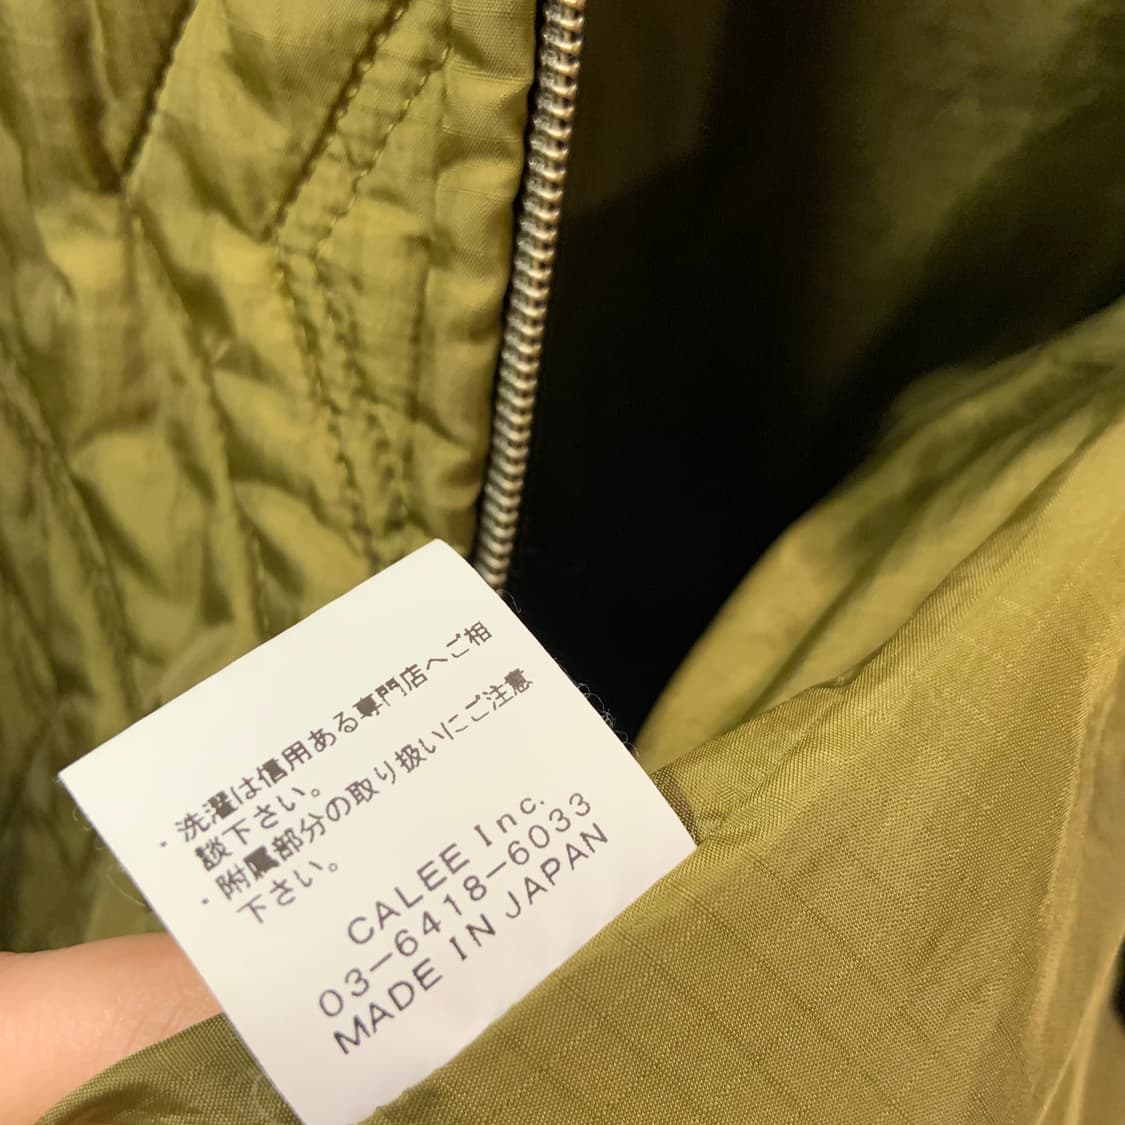 ・洗濯は信用ある専門店へご相
談下さい。
・附属部分の取り扱いにご注意
下さい。
CALEE Inc.
03-6418-6033
MADE IN JAPAN